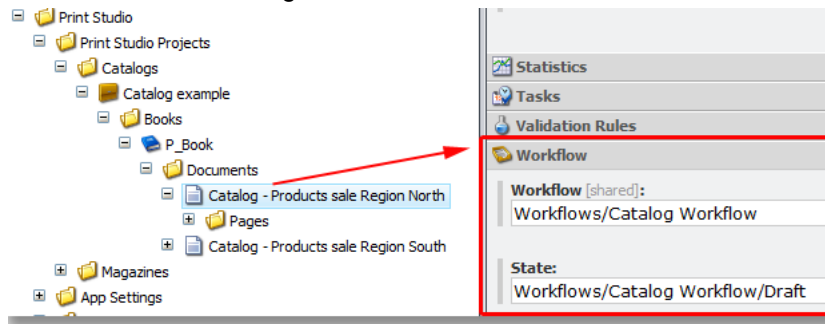 Print Studio
Print Studio Projects
Catalogs
Catalog example
Books
P_Book
Documents
Catalog - Products sale Region North
Pages
Catalog - Products sale Region South
Magazines
App Settings
Statistics
Tasks
Validation Rules
Workflow
Workflow [shared]:
Workflows/Catalog Workflow
State:
Workflows/Catalog Workflow/Draft